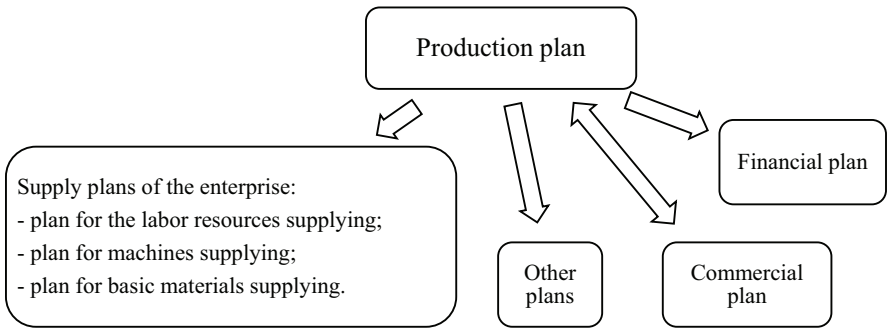 Production plan
Financial plan
Supply plans of the enterprise:
- plan for the labor resources supplying;
- plan for machines supplying;
- plan for basic materials supplying.
Other
plans
Commercial
plan